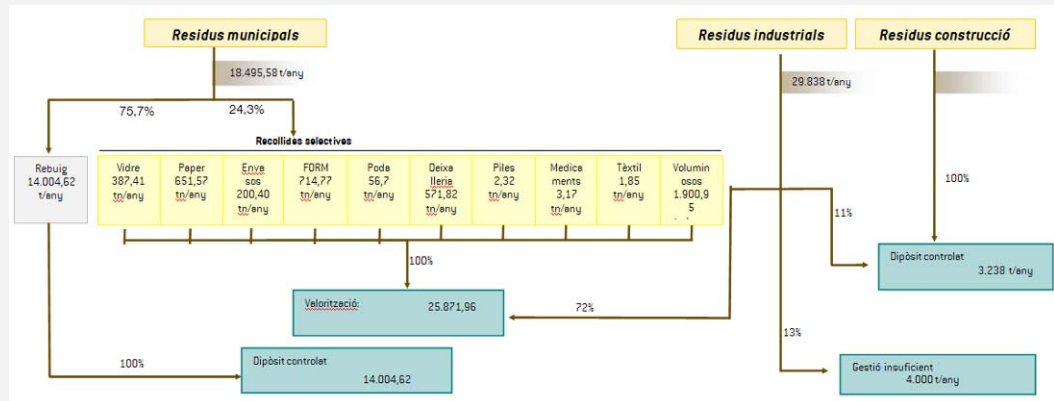 Residus municipals
Residus industrials
Residus construcció
18.495,58 t/any
29.838 t/any
75,7%
24,3%
Recollides selectives
Rebuig
14.004,62
t/any
Vidre
387,41
tn/any
Paper
651,57
tn/any
Enva
sos
200,40
tn/any
FORM
714,77
tn/any
Poda
56,7
tn/any
Deixa
lleria
571,82
tn/any
Piles
2,32
tn/any
Medica
ments
3,17
tn/any
Tèxtil
1,85
tn/any
Volumin
osos
1.900,9
5
100%
11%
100%
Dipòsit controlat
3.238 t/any
Valorització:
25.871,96
72%
13%
100%
Dipòsit controlat
14.004,62
Gestió insuficient
4.000 t/any